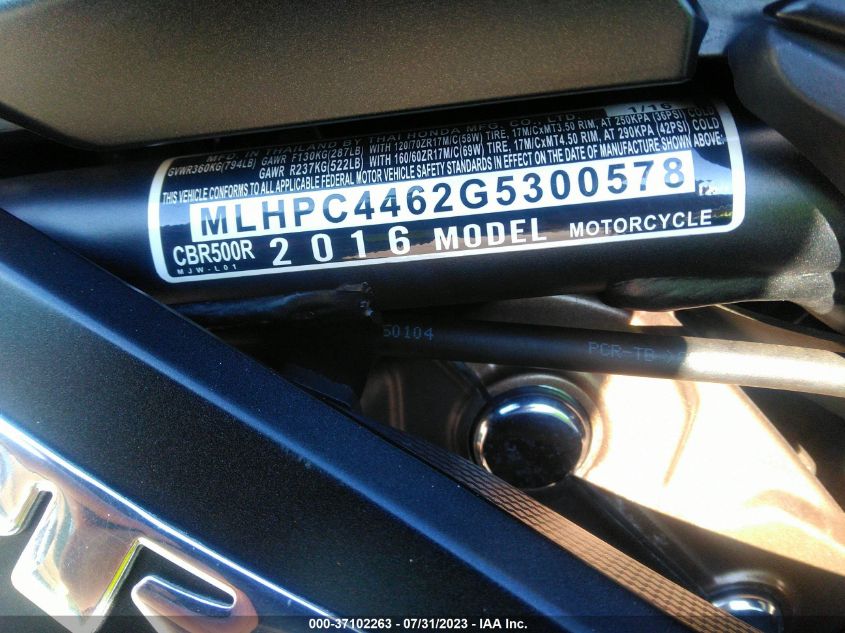 MFD IN THAILAND BY THAI HONDA MFG. CO., LTD. 1/16
GVWR360KG(794LB) GAWR F130KG(287LB) WITH 120/70ZR17M/C(58W) TIRE, 17M/CxMT3.50 RIM, AT 250KPA (36PSI) COLD
GAWR R237KG(522LB) WITH 160/60ZR17M/C (69W) TIRE, 17M/CxMT4.50 RIM, AT 290KPA (42PSI) COLD
THIS VEHICLE CONFORMS TO ALL APPLICABLE FEDERAL MOTOR VEHICLE SAFETY STANDARDS IN EFFECT ON THE DATE OF MANUFACTURE SHOWN ABOVE.
MLHPC4462G5300578
CBR500R 2016 MODEL MOTORCYCLE
MJW-L01
50104 PCR-TB
000-37102263 - 07/31/2023 - IAA Inc.